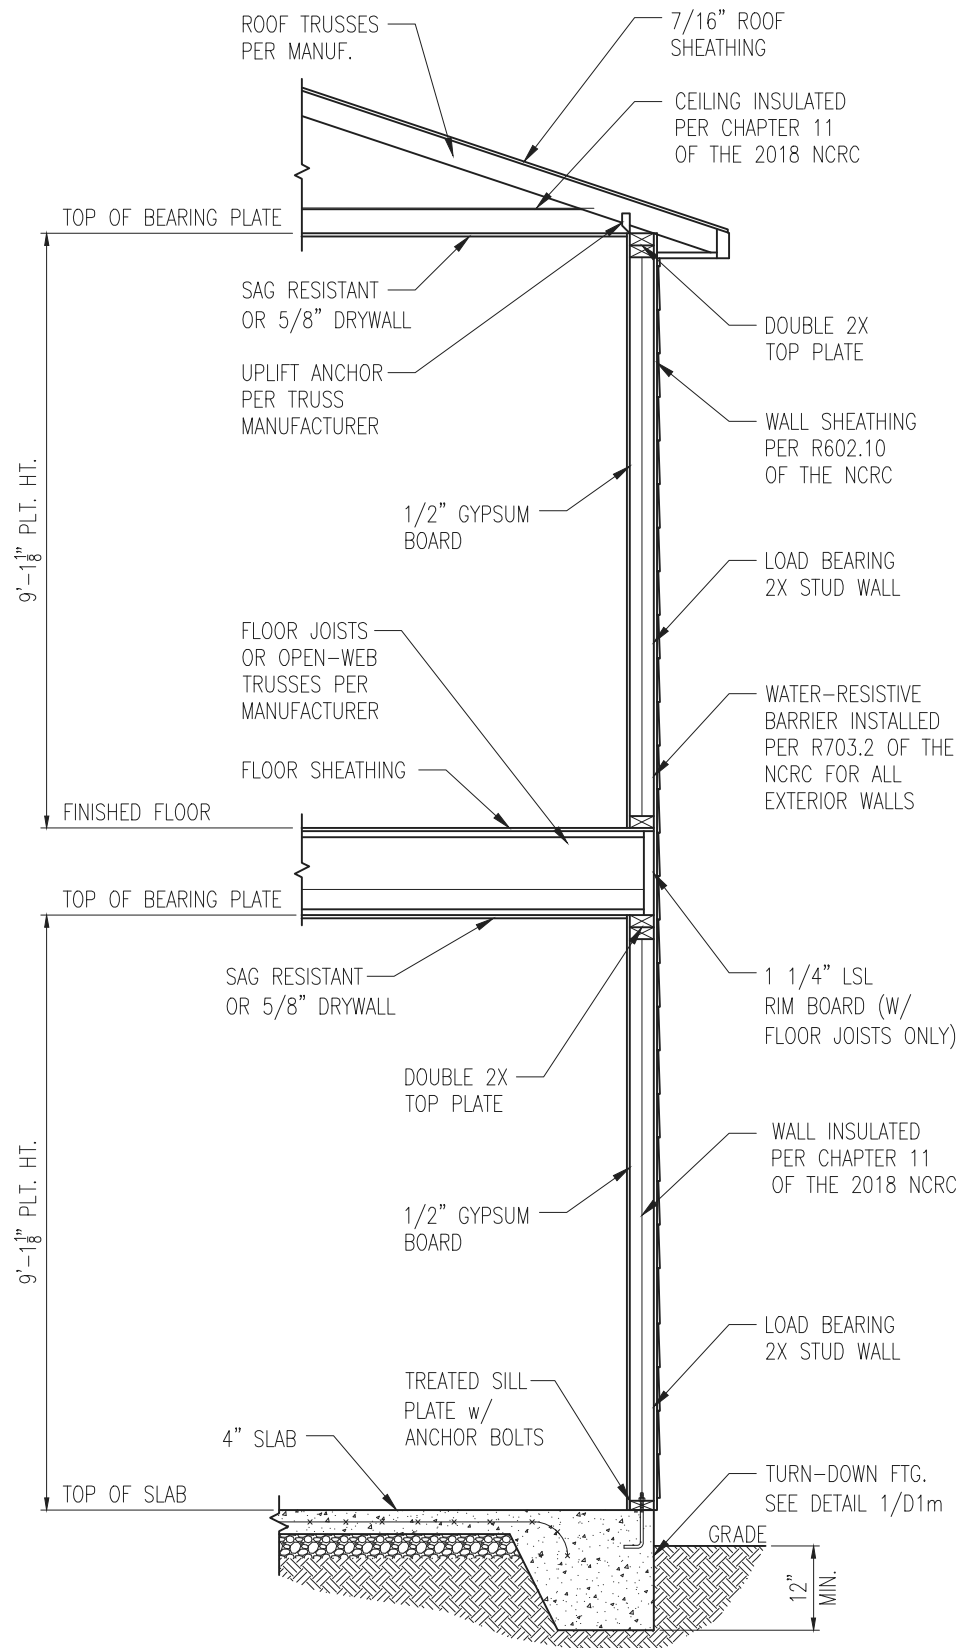 ROOF TRUSSES
PER MANUF.
7/16” ROOF
SHEATHING
CEILING INSULATED
PER CHAPTER 11
OF THE 2018 NCRC
TOP OF BEARING PLATE
SAG RESISTANT
OR 5/8” DRYWALL
DOUBLE 2X
TOP PLATE
UPLIFT ANCHOR
PER TRUSS
MANUFACTURER
WALL SHEATHING
PER R602.10
OF THE NCRC
9’–1⅛” PLT. HT.
1/2” GYPSUM
BOARD
LOAD BEARING
2X STUD WALL
FLOOR JOISTS
OR OPEN–WEB
TRUSSES PER
MANUFACTURER
WATER–RESISTIVE
BARRIER INSTALLED
PER R703.2 OF THE
NCRC FOR ALL
EXTERIOR WALLS
FLOOR SHEATHING
FINISHED FLOOR
TOP OF BEARING PLATE
SAG RESISTANT
OR 5/8” DRYWALL
1 1/4” LSL
RIM BOARD (W/
FLOOR JOISTS ONLY)
DOUBLE 2X
TOP PLATE
WALL INSULATED
PER CHAPTER 11
OF THE 2018 NCRC
9’–1⅛” PLT. HT.
1/2” GYPSUM
BOARD
LOAD BEARING
2X STUD WALL
TREATED SILL
PLATE w/
ANCHOR BOLTS
4” SLAB
TOP OF SLAB
TURN–DOWN FTG.
SEE DETAIL 1/D1m
GRADE
12”
MIN.